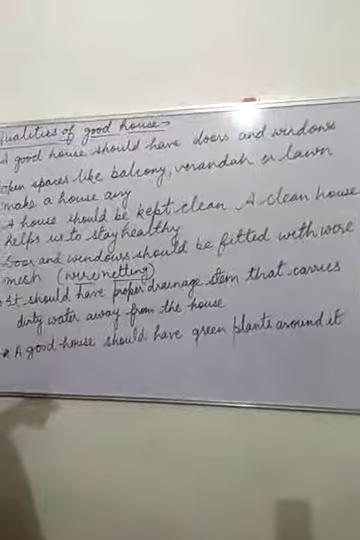 Qualities of good house →
A good house should have doors and windows
open spaces like balcony, verandah or lawn
make a house airy
A house should be kept clean A clean house
helps us to stay healthy
Door and windows should be fitted with wire
mesh (wire netting)
It should have proper drainage stem that carries
dirty water away from the house
A good house should have green plants around it